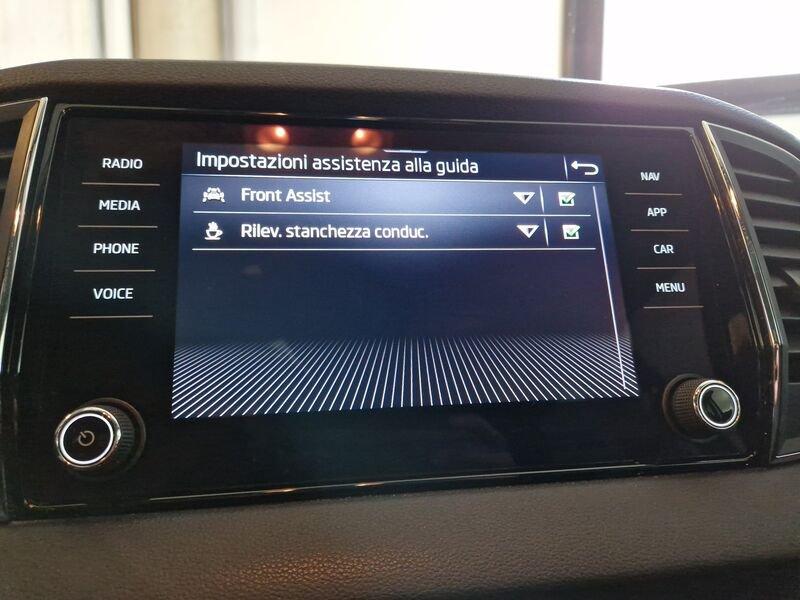 RADIO
MEDIA
PHONE
VOICE
Impostazioni assistenza alla guida
Front Assist
Rilev. stanchezza conduc.
NAV
APP
CAR
MENU